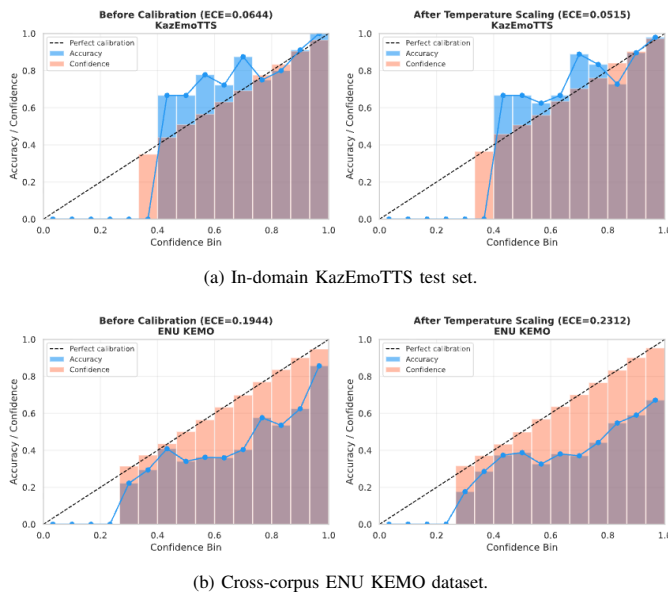 Before Calibration (ECE=0.0644)
KazEmoTTS
Perfect calibration
Accuracy
Confidence
Accuracy / Confidence
1.0
0.8
0.6
0.4
0.2
0.0
0.0 0.2 0.4 0.6 0.8 1.0
Confidence Bin
After Temperature Scaling (ECE=0.0515)
KazEmoTTS
Perfect calibration
Accuracy
Confidence
Accuracy / Confidence
1.0
0.8
0.6
0.4
0.2
0.0
0.0 0.2 0.4 0.6 0.8 1.0
Confidence Bin
(a) In-domain KazEmoTTS test set.
Before Calibration (ECE=0.1944)
ENU KEMO
Perfect calibration
Accuracy
Confidence
Accuracy / Confidence
1.0
0.8
0.6
0.4
0.2
0.0
0.0 0.2 0.4 0.6 0.8 1.0
Confidence Bin
After Temperature Scaling (ECE=0.2312)
ENU KEMO
Perfect calibration
Accuracy
Confidence
Accuracy / Confidence
1.0
0.8
0.6
0.4
0.2
0.0
0.0 0.2 0.4 0.6 0.8 1.0
Confidence Bin
(b) Cross-corpus ENU KEMO dataset.